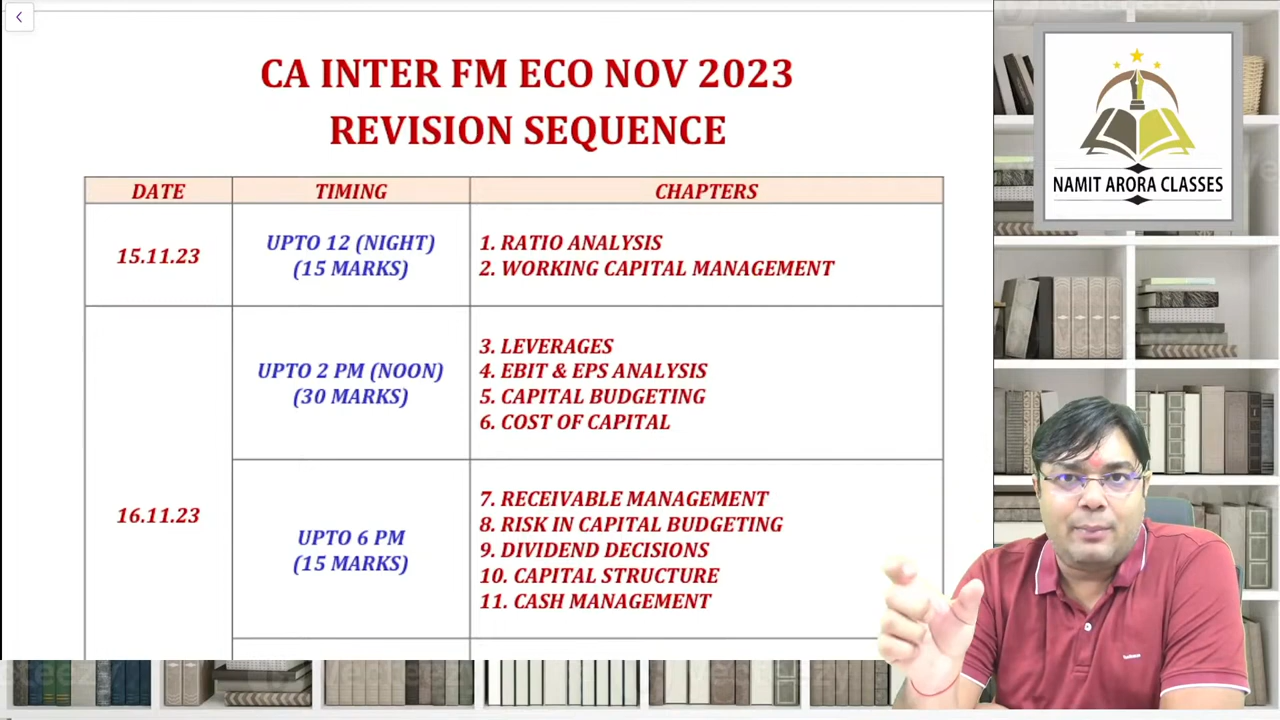 CA INTER FM ECO NOV 2023
REVISION SEQUENCE
DATE TIMING CHAPTERS
15.11.23
UPTO 12 (NIGHT)
(15 MARKS)
1. RATIO ANALYSIS
2. WORKING CAPITAL MANAGEMENT
16.11.23
UPTO 2 PM (NOON)
(30 MARKS)
3. LEVERAGES
4. EBIT & EPS ANALYSIS
5. CAPITAL BUDGETING
6. COST OF CAPITAL
UPTO 6 PM
(15 MARKS)
7. RECEIVABLE MANAGEMENT
8. RISK IN CAPITAL BUDGETING
9. DIVIDEND DECISIONS
10. CAPITAL STRUCTURE
11. CASH MANAGEMENT
NAMIT ARORA CLASSES